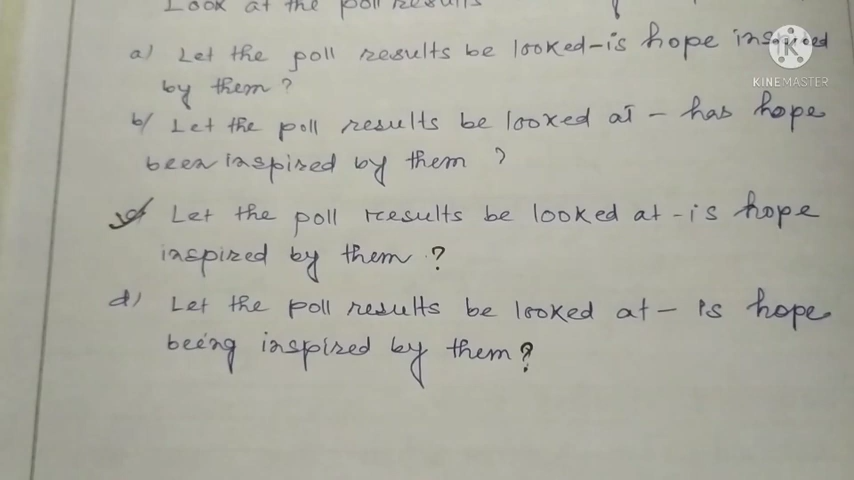 Look at the poll results
a) Let the poll results be looked-is hope inspired
by them?
KINEMASTER
b) Let the poll results be looked at - has hope
been inspired by them ?
c) Let the poll results be looked at -is hope
inspired by them ?
d) Let the poll results be looked at - is hope
being inspired by them?